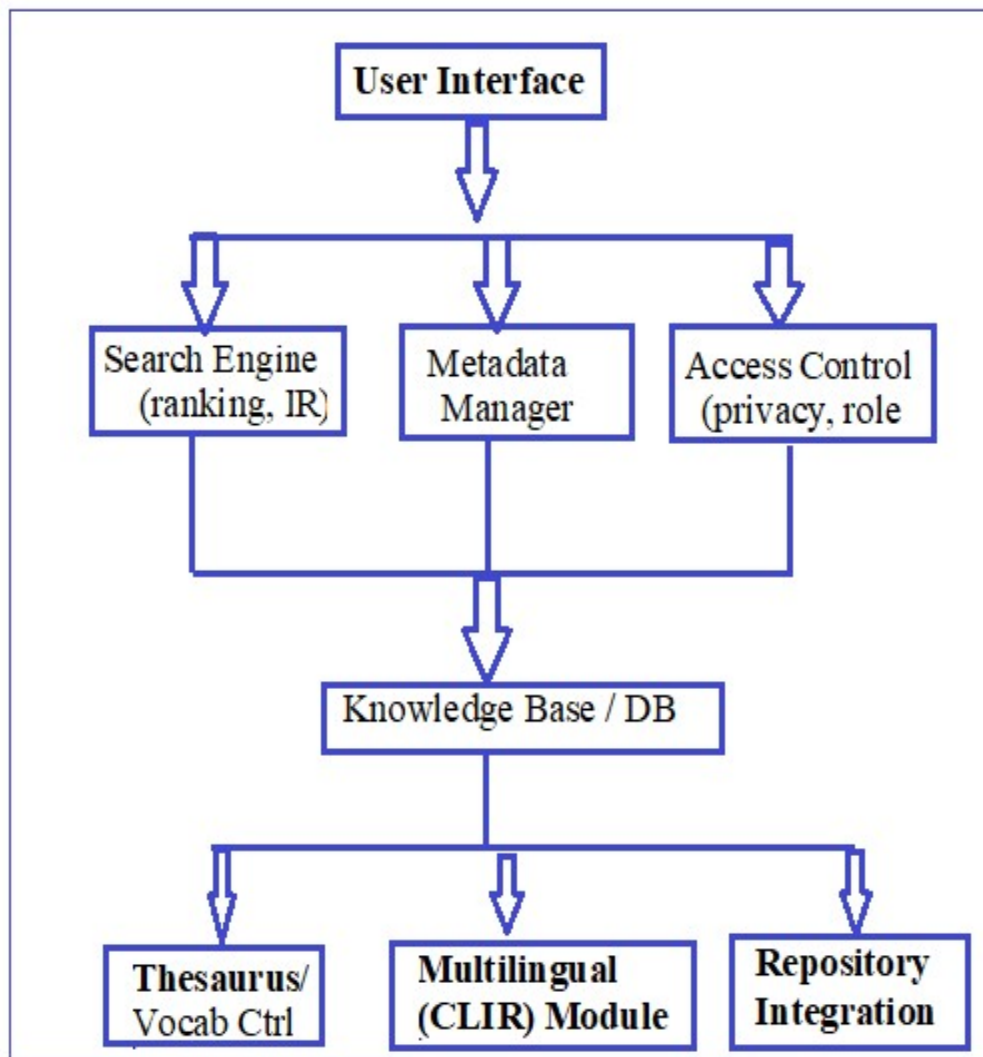 User Interface
Search Engine
(ranking, IR)
Metadata
Manager
Access Control
(privacy, role
Knowledge Base / DB
Thesaurus/
Vocab Ctrl
Multilingual
(CLIR) Module
Repository
Integration